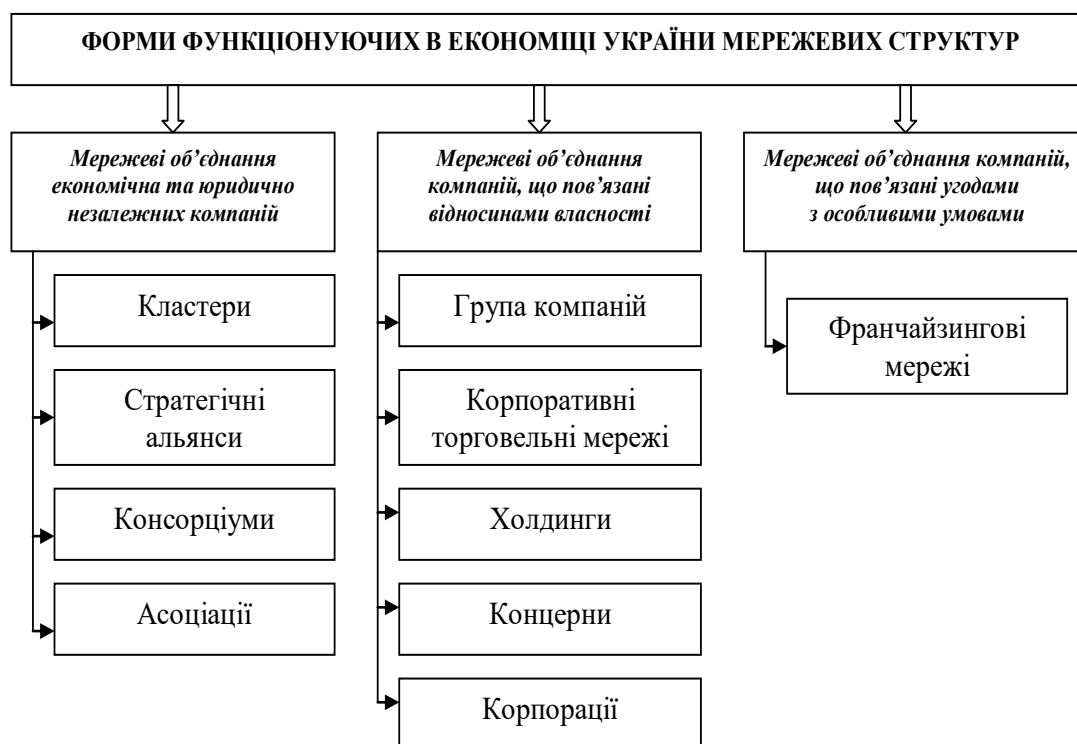 ФОРМИ ФУНКЦІОНУЮЧИХ В ЕКОНОМІЦІ УКРАЇНИ МЕРЕЖЕВИХ СТРУКТУР
Мережеві об’єднання
економічна та юридично
незалежних компаній
Кластери
Стратегічні
альянси
Консорціуми
Асоціації
Мережеві об’єднання
компаній, що пов’язані
відносинами власності
Група компаній
Корпоративні
торговельні мережі
Холдинги
Концерни
Корпорації
Мережеві об’єднання компаній,
що пов’язані угодами
з особливими умовами
Франчайзингові
мережі